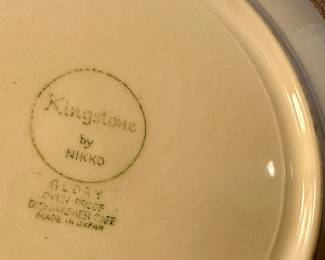 Kingstone
by
NIKKO
GLORY
OVEN PROOF
DISHWASHER SAFE
MADE IN JAPAN